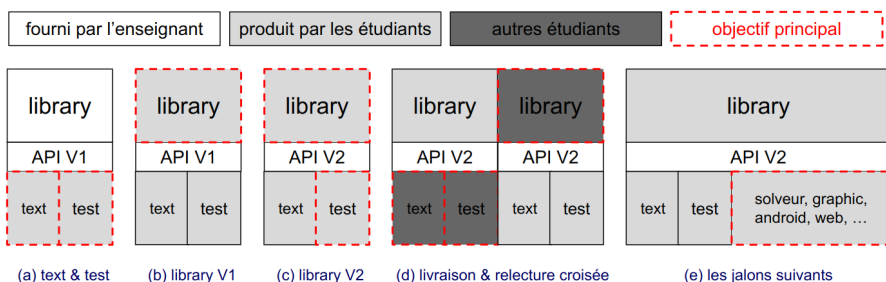 fourni par l'enseignant
produit par les étudiants
autres étudiants
objectif principal
library
API V1
text
test
(a) text & test
library
API V1
text
test
(b) library V1
library
API V2
text
test
(c) library V2
library
library
API V2
API V2
text
test
text
test
(d) livraison & relecture croisée
library
API V2
text
test
solveur, graphic,
android, web, ...
(e) les jalons suivants